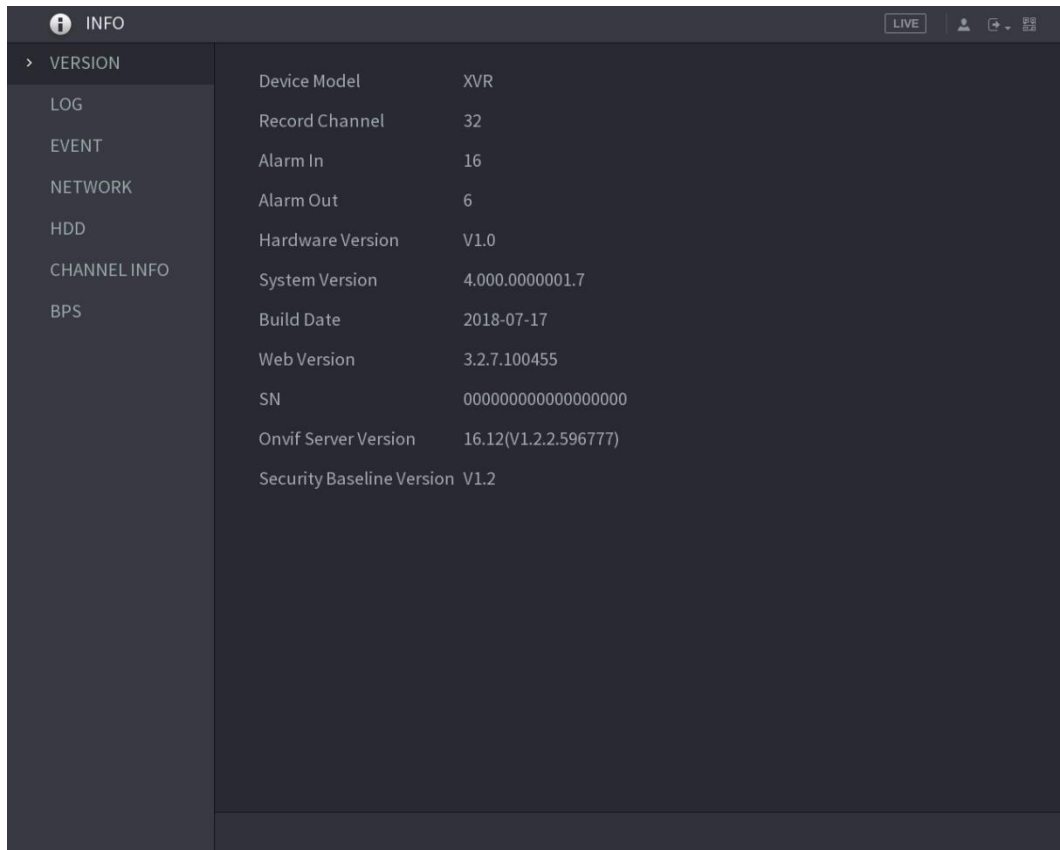 INFO
LIVE
VERSION
LOG
EVENT
NETWORK
HDD
CHANNEL INFO
BPS
Device Model XVR
Record Channel 32
Alarm In 16
Alarm Out 6
Hardware Version V1.0
System Version 4.000.0000001.7
Build Date 2018-07-17
Web Version 3.2.7.100455
SN 000000000000000000
Onvif Server Version 16.12(V1.2.2.596777)
Security Baseline Version V1.2